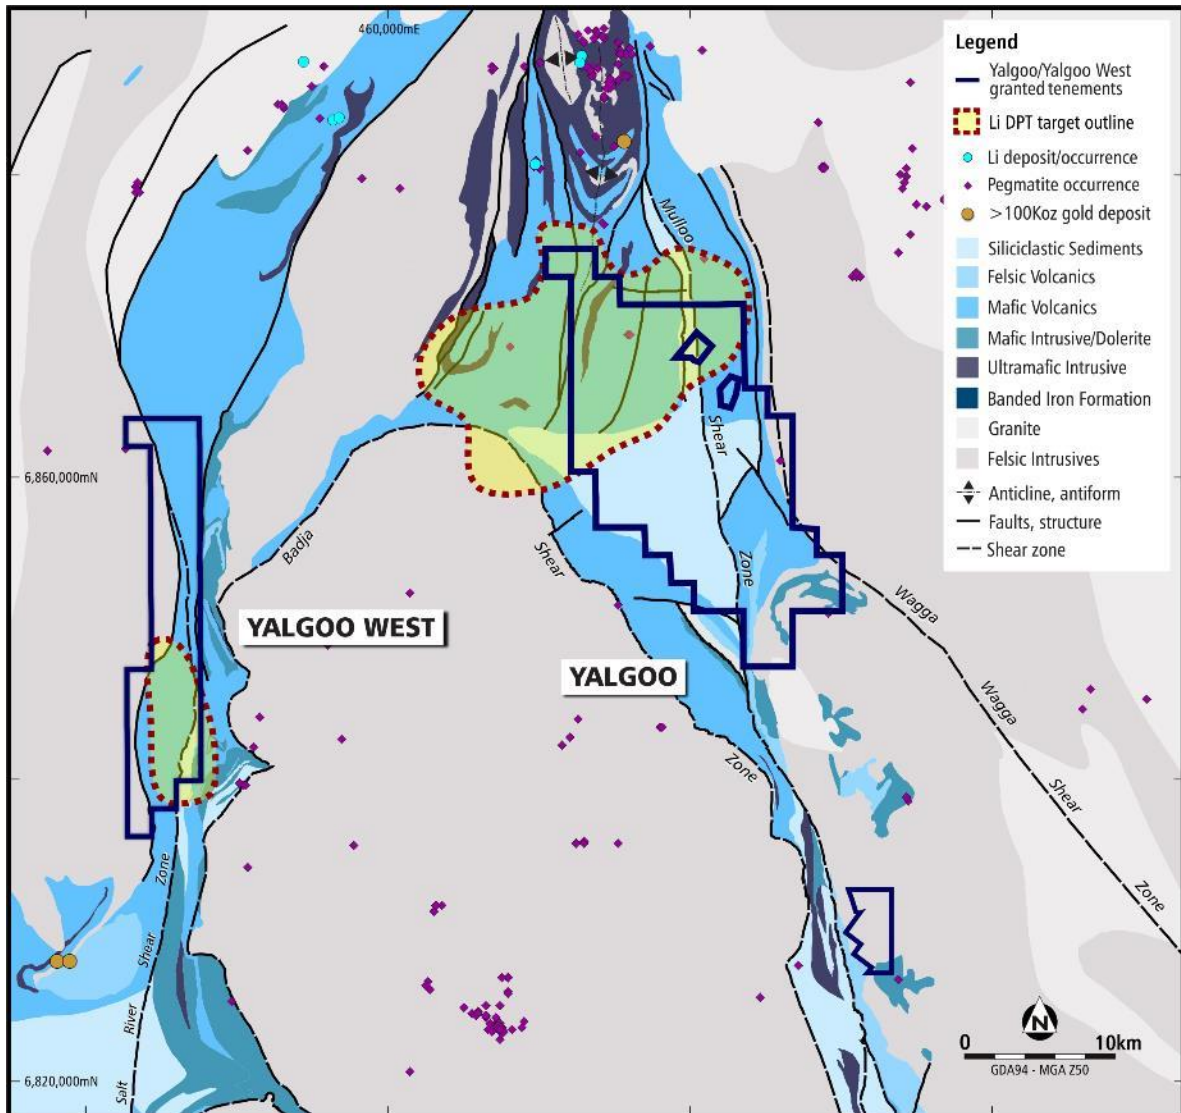 460,000mE
Legend
Yalgoo/Yalgoo West
granted tenements
Li DPT target outline
Li deposit/occurrence
Pegmatite occurrence
>100Koz gold deposit
Siliciclastic Sediments
Felsic Volcanics
Mafic Volcanics
Mafic Intrusive/Dolerite
Ultramafic Intrusive
Banded Iron Formation
Granite
Felsic Intrusives
Anticline, antiform
Faults, structure
Shear zone
Mulloo
Shear
Zone
6,860,000mN
Badja
Shear
Zone
YALGOO WEST
YALGOO
Wagga
Wagga
Shear
Zone
Zone
Shear
River
Salt
N
0
10km
GDA94 - MGA Z50
6,820,000mN